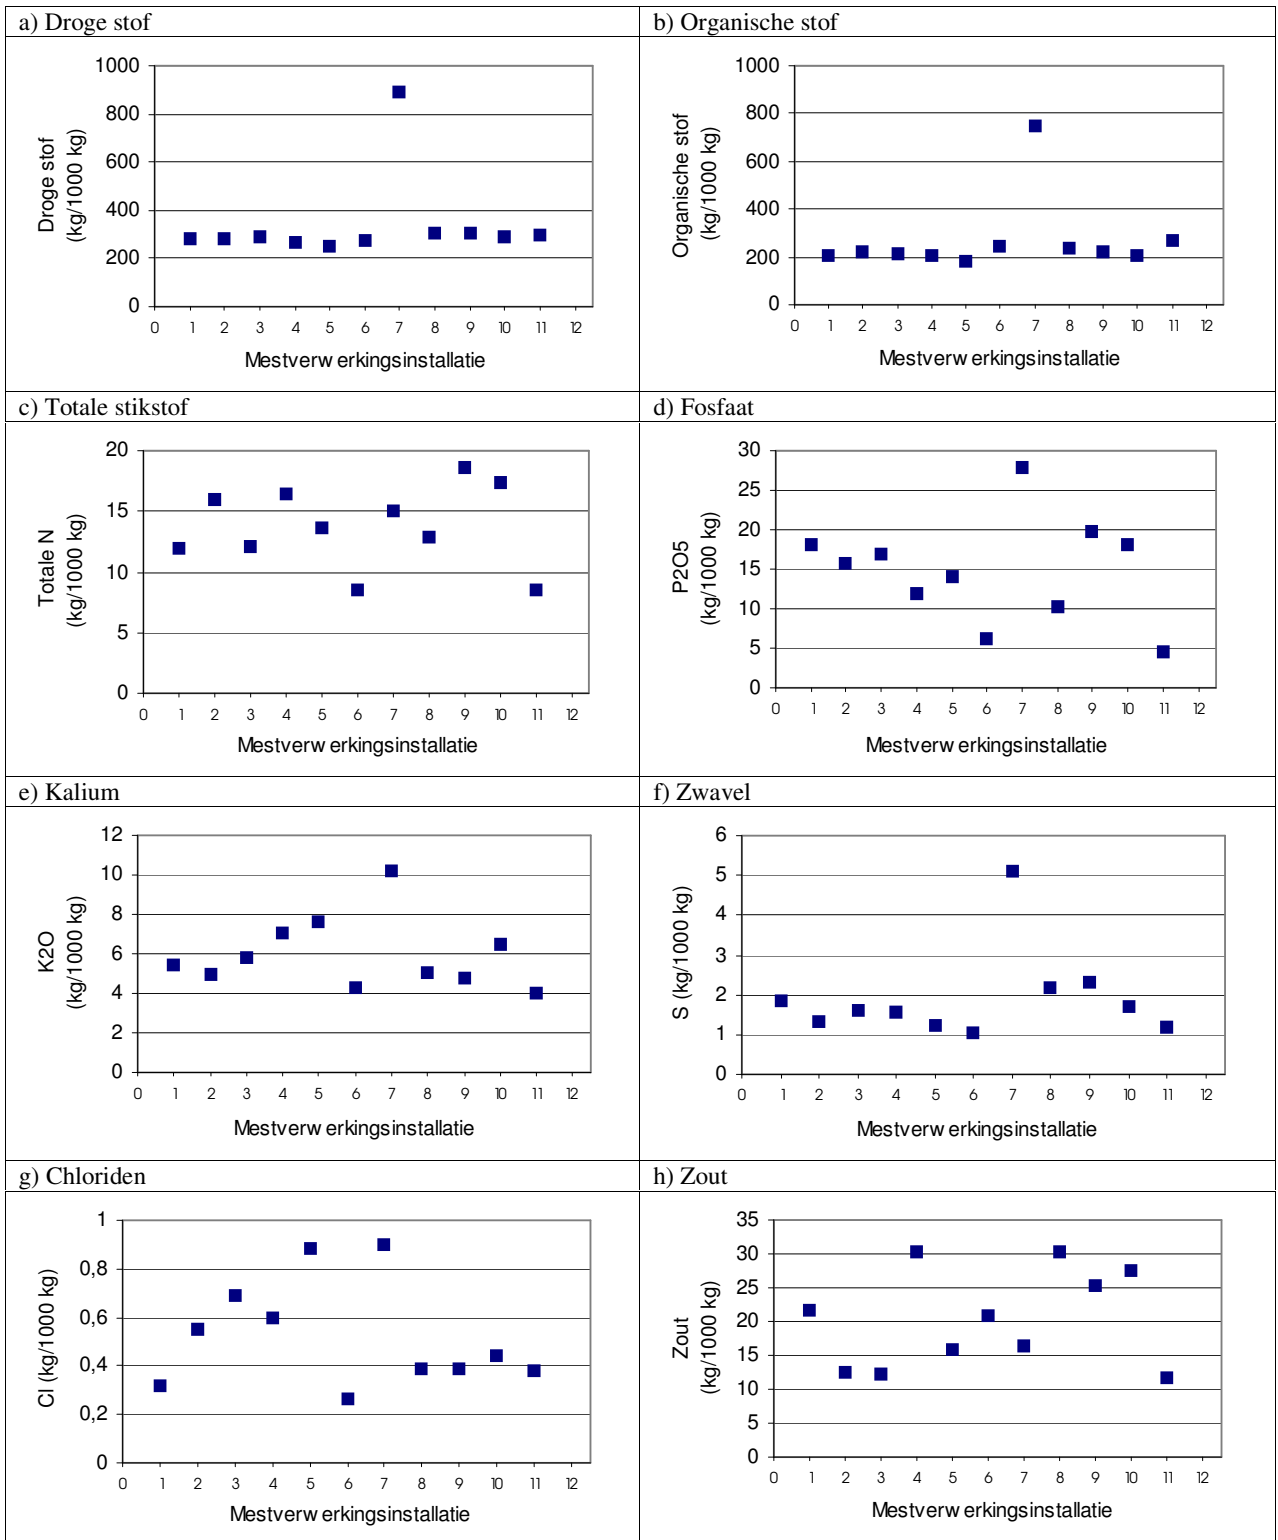 a) Droge stof
b) Organische stof
1000
800
600
400
200
0
Droge stof
(kg/1000 kg)
0 1 2 3 4 5 6 7 8 9 10 11 12
Mestverw erkingsinstallatie
1000
800
600
400
200
0
Organische stof
(kg/1000 kg)
0 1 2 3 4 5 6 7 8 9 10 11 12
Mestverw erkingsinstallatie
c) Totale stikstof
d) Fosfaat
20
15
10
5
0
Totale N
(kg/1000 kg)
0 1 2 3 4 5 6 7 8 9 10 11 12
Mestverw erkingsinstallatie
30
25
20
15
10
5
0
P2O5
(kg/1000 kg)
0 1 2 3 4 5 6 7 8 9 10 11 12
Mestverw erkingsinstallatie
e) Kalium
f) Zwavel
12
10
8
6
4
2
0
K2O
(kg/1000 kg)
0 1 2 3 4 5 6 7 8 9 10 11 12
Mestverw erkingsinstallatie
6
5
4
3
2
1
0
S (kg/1000 kg)
0 1 2 3 4 5 6 7 8 9 10 11 12
Mestverw erkingsinstallatie
g) Chloriden
h) Zout
1
0,8
0,6
0,4
0,2
0
Cl (kg/1000 kg)
0 1 2 3 4 5 6 7 8 9 10 11 12
Mestverw erkingsinstallatie
35
30
25
20
15
10
5
0
Zout
(kg/1000 kg)
0 1 2 3 4 5 6 7 8 9 10 11 12
Mestverw erkingsinstallatie